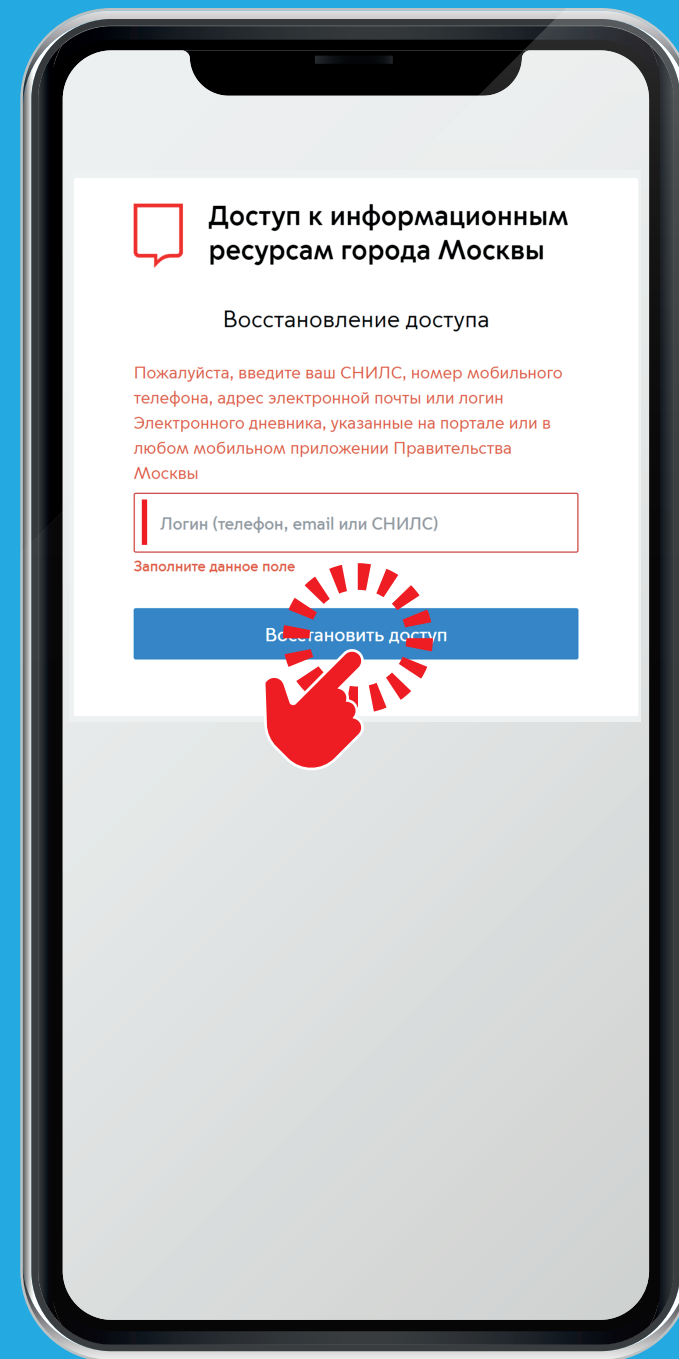 Доступ к информационным
ресурсам города Москвы
Восстановление доступа
Пожалуйста, введите ваш СНИЛС, номер мобильного
телефона, адрес электронной почты или логин
Электронного дневника, указанные на портале или в
любом мобильном приложении Правительства
Москвы
Логин (телефон, email или СНИЛС)
Заполните данное поле
Восстановить доступ